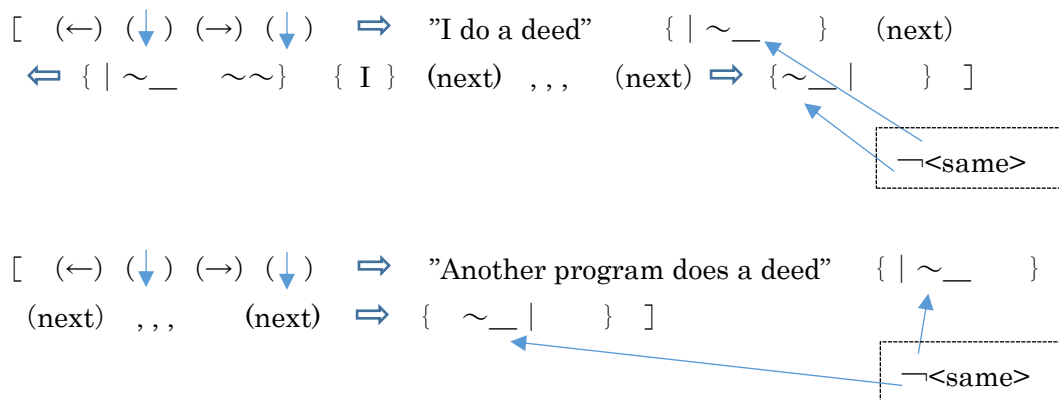 [ (←) (↓) (→) (↓) ⇨ ”I do a deed” { | ~__ } (next)
⇦ { | ~__ ~~} { I } (next) , , , (next) ⇨ {~__ | } ]
￢<same>
[ (←) (↓) (→) (↓) ⇨ ”Another program does a deed” { | ~__ }
(next) , , , (next) ⇨ { ~__ | } ]
￢<same>